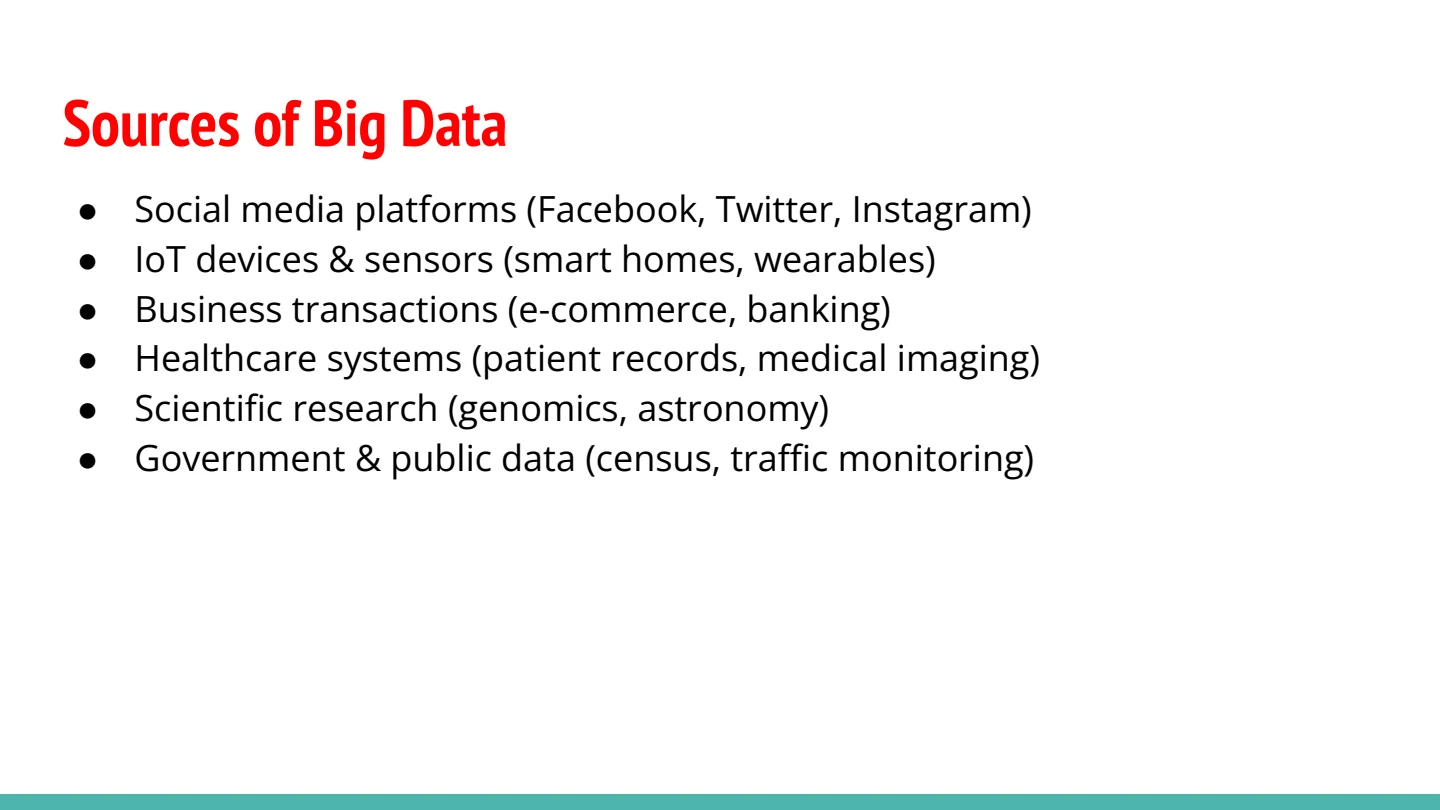 Sources of Big Data
● Social media platforms (Facebook, Twitter, Instagram)
● IoT devices & sensors (smart homes, wearables)
● Business transactions (e-commerce, banking)
● Healthcare systems (patient records, medical imaging)
● Scientific research (genomics, astronomy)
● Government & public data (census, traffic monitoring)